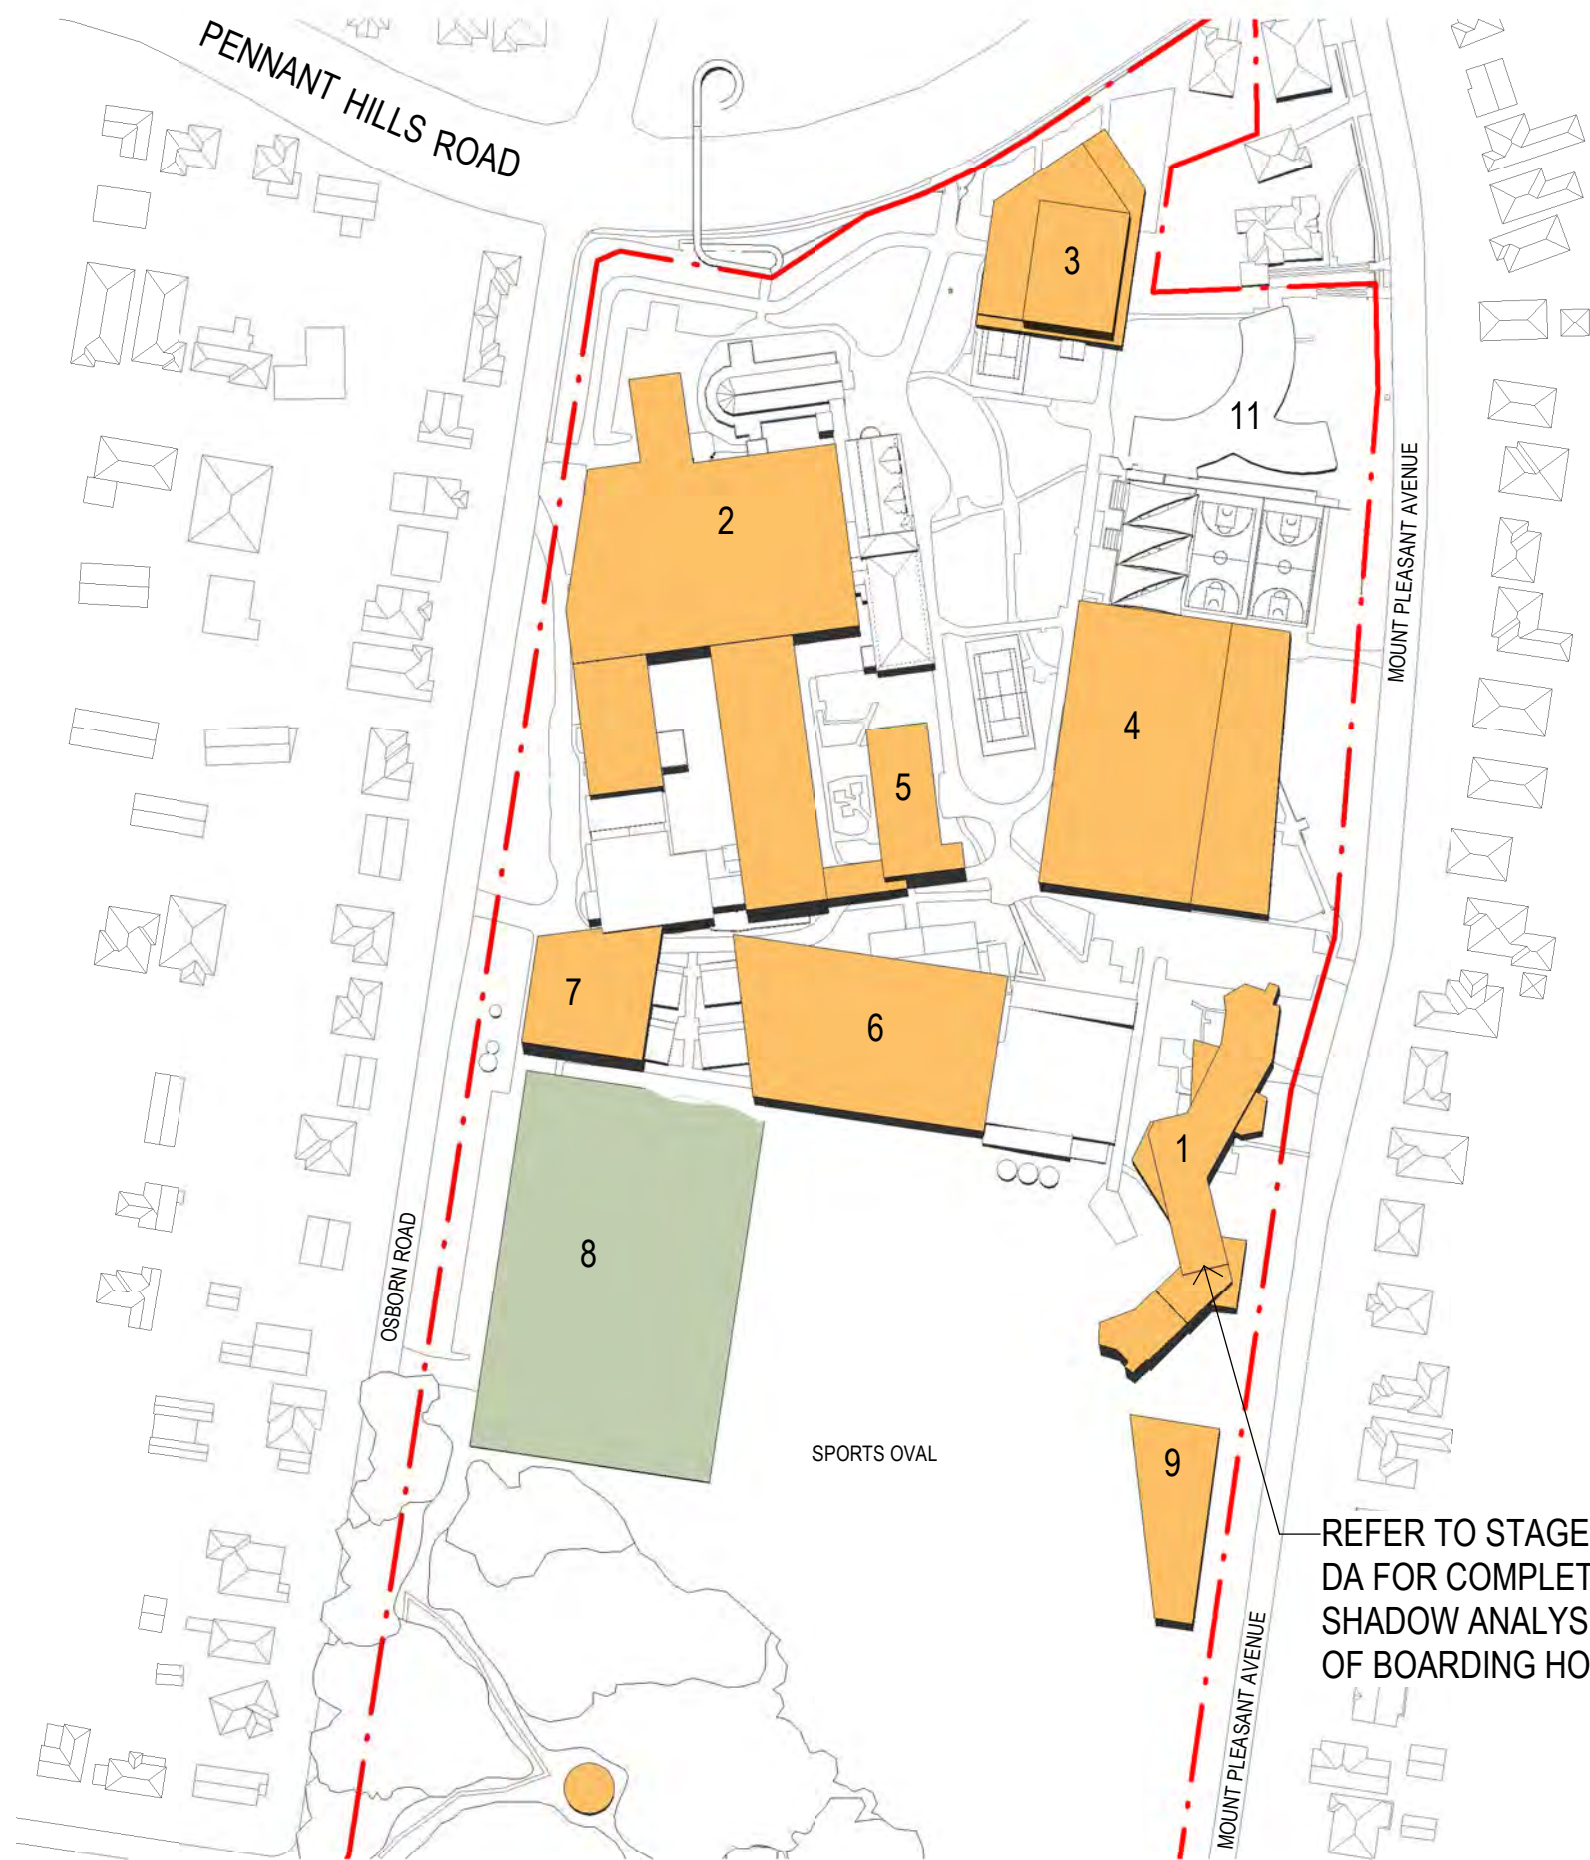 PENNANT HILLS ROAD
3
11
2
MOUNT PLEASANT AVENUE
4
5
7
6
1
8
OSBORN ROAD
SPORTS OVAL
9
REFER TO STAGE
DA FOR COMPLET
SHADOW ANALYS
OF BOARDING HO
MOUNT PLEASANT AVENUE